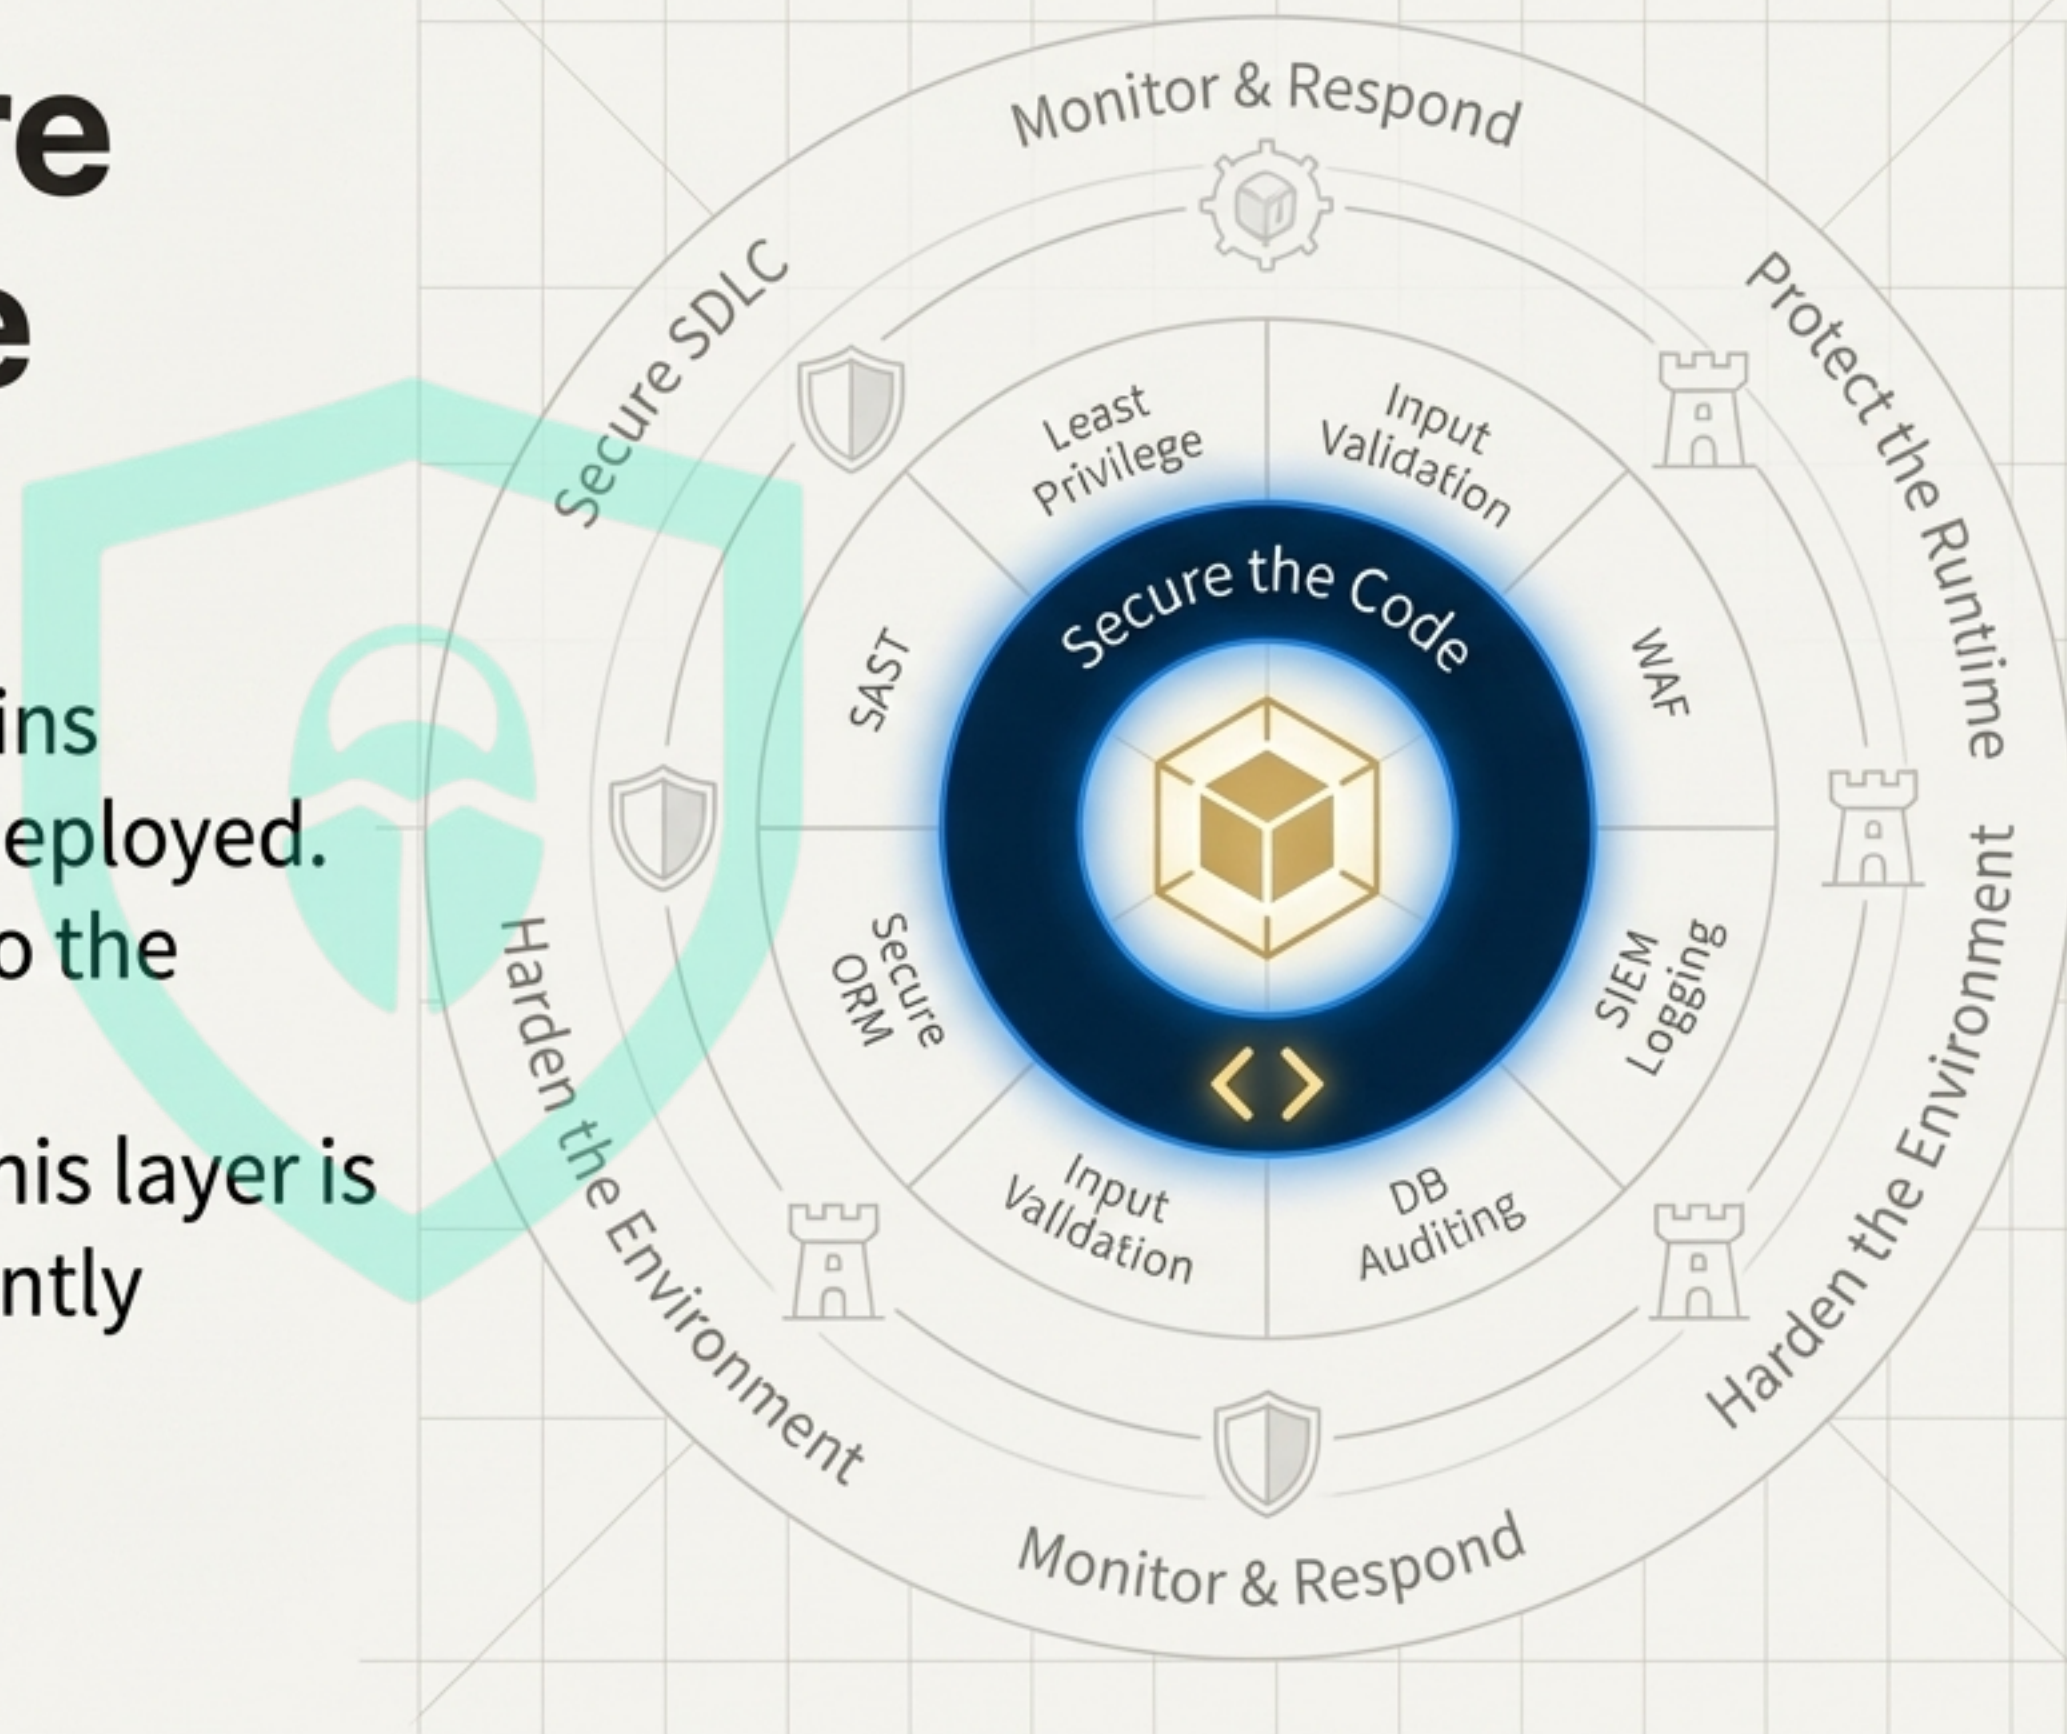 re
e
ins
eployed.
o the
his layer is
ntly
Monitor & Respond
Secure SDLC
Protect the Runtime
Least
Privilege
Input
Validation
Secure the Code
SAST
WAF
Secure
ORM
SIEM
Logging
Input
Valldation
DB
Auditing
Harden the Environment
Harden the Environment
Monitor & Respond